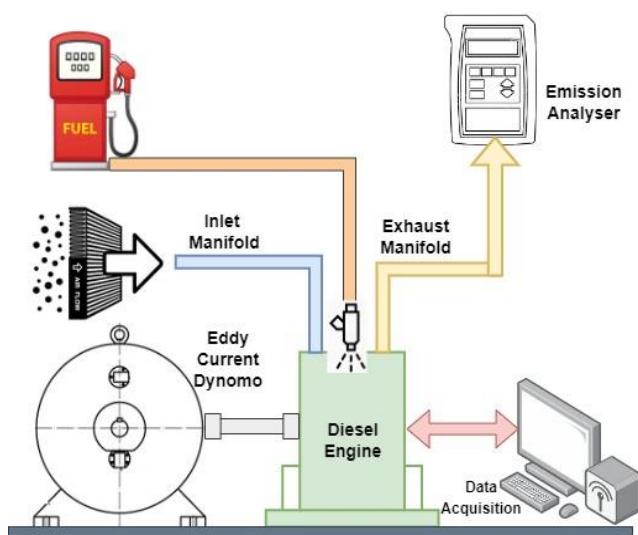 FUEL
Emission
Analyser
AIR FLOW
Inlet
Manifold
Exhaust
Manifold
Eddy
Current
Dynomo
Diesel
Engine
Data
Acquisition